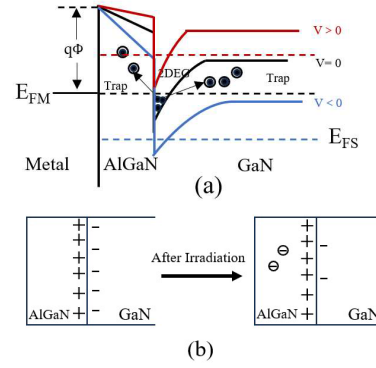 qΦ
V > 0
Trap
2DEG
Trap
V= 0
E_FM
V < 0
E_FS
Metal
AlGaN
GaN
(a)
+ -
+ -
+ -
+ -
+ -
+ -
AlGaN
GaN
After Irradiation
⊖
⊖
+
+ -
+
+
+ -
+
AlGaN
GaN
(b)